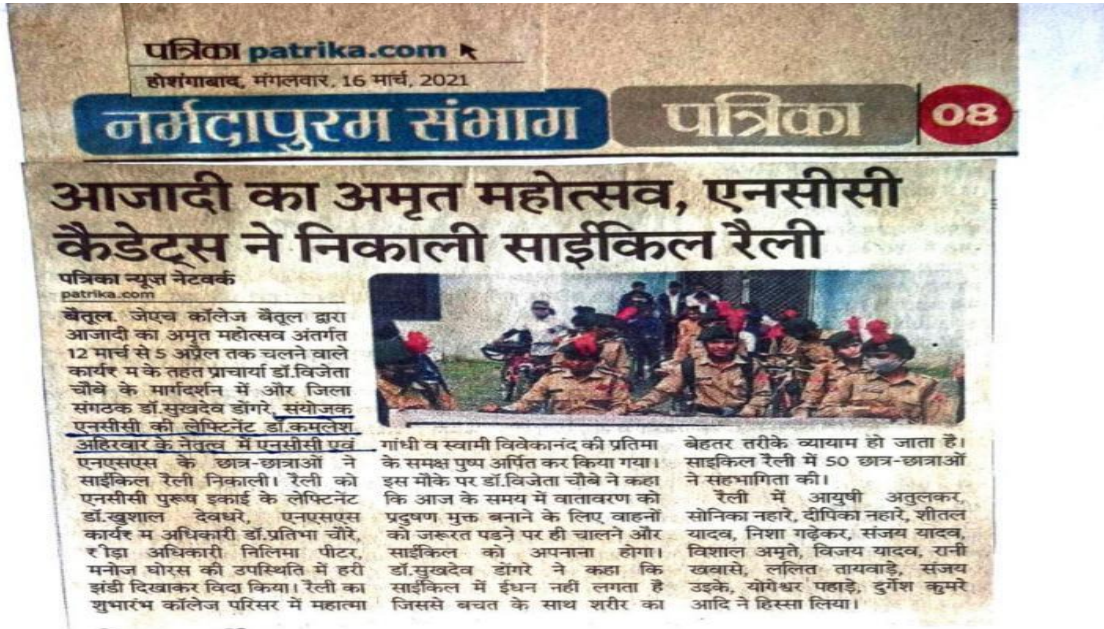 पत्रिका patrika.com
होशंगाबाद, मंगलवार, 16 मार्च, 2021
नर्मदापुरम संभाग पत्रिका 08
आजादी का अमृत महोत्सव, एनसीसी
कैडेट्स ने निकाली साईकिल रैली
पत्रिका न्यूज नेटवर्क
patrika.com
बैतूल. जेएच कॉलेज बैतूल द्वारा
आजादी का अमृत महोत्सव अंतर्गत
12 मार्च से 5 अप्रैल तक चलने वाले
कार्यर म के तहत प्राचार्या डॉ.विजेता
चौबे के मार्गदर्शन में और जिला
संगठक डॉ.सुखदेव डोंगरे, संयोजक
एनसीसी की लेफ्टिनेंट डॉ.कमलेश
अहिरवार के नेतृत्व में एनसीसी एवं
एनएसएस के छात्र-छात्राओं ने
साईकिल रैली निकाली। रैली को
एनसीसी पुरूष इकाई के लेफ्टिनेंट
डॉ.खुशाल देवघरे, एनएसएस
कार्यर म अधिकारी डॉ.प्रतिभा चौरे,
र ीड़ा अधिकारी निलिमा पीटर,
मनोज घोरस की उपस्थिति में हरी
झंडी दिखाकर विदा किया। रैली का
शुभारंभ कॉलेज परिसर में महात्मा
गांधी व स्वामी विवेकानंद की प्रतिमा
के समक्ष पुष्प अर्पित कर किया गया।
इस मौके पर डॉ.विजेता चौबे ने कहा
कि आज के समय में वातावरण को
प्रदुषण मुक्त बनाने के लिए वाहनों
को जरूरत पडने पर ही चालने और
साईकिल को अपनाना होगा।
डॉ.सुखदेव डोंगरे ने कहा कि
साईकिल में ईधन नहीं लगता है
जिससे बचत के साथ शरीर का
बेहतर तरीके व्यायाम हो जाता है।
साइकिल रैली में 50 छात्र-छात्राओं
ने सहभागिता की।
रैली में आयुषी अतुलकर,
सोनिका नहारे, दीपिका नहारे, शीतल
यादव, निशा गढ़ेकर, संजय यादव,
विशाल अमृते, विजय यादव, रानी
खवासे, ललित तायवाड़े, संजय
उइके, योगेश्वर पहाड़े, दुर्गेश कुमरे
आदि ने हिस्सा लिया।